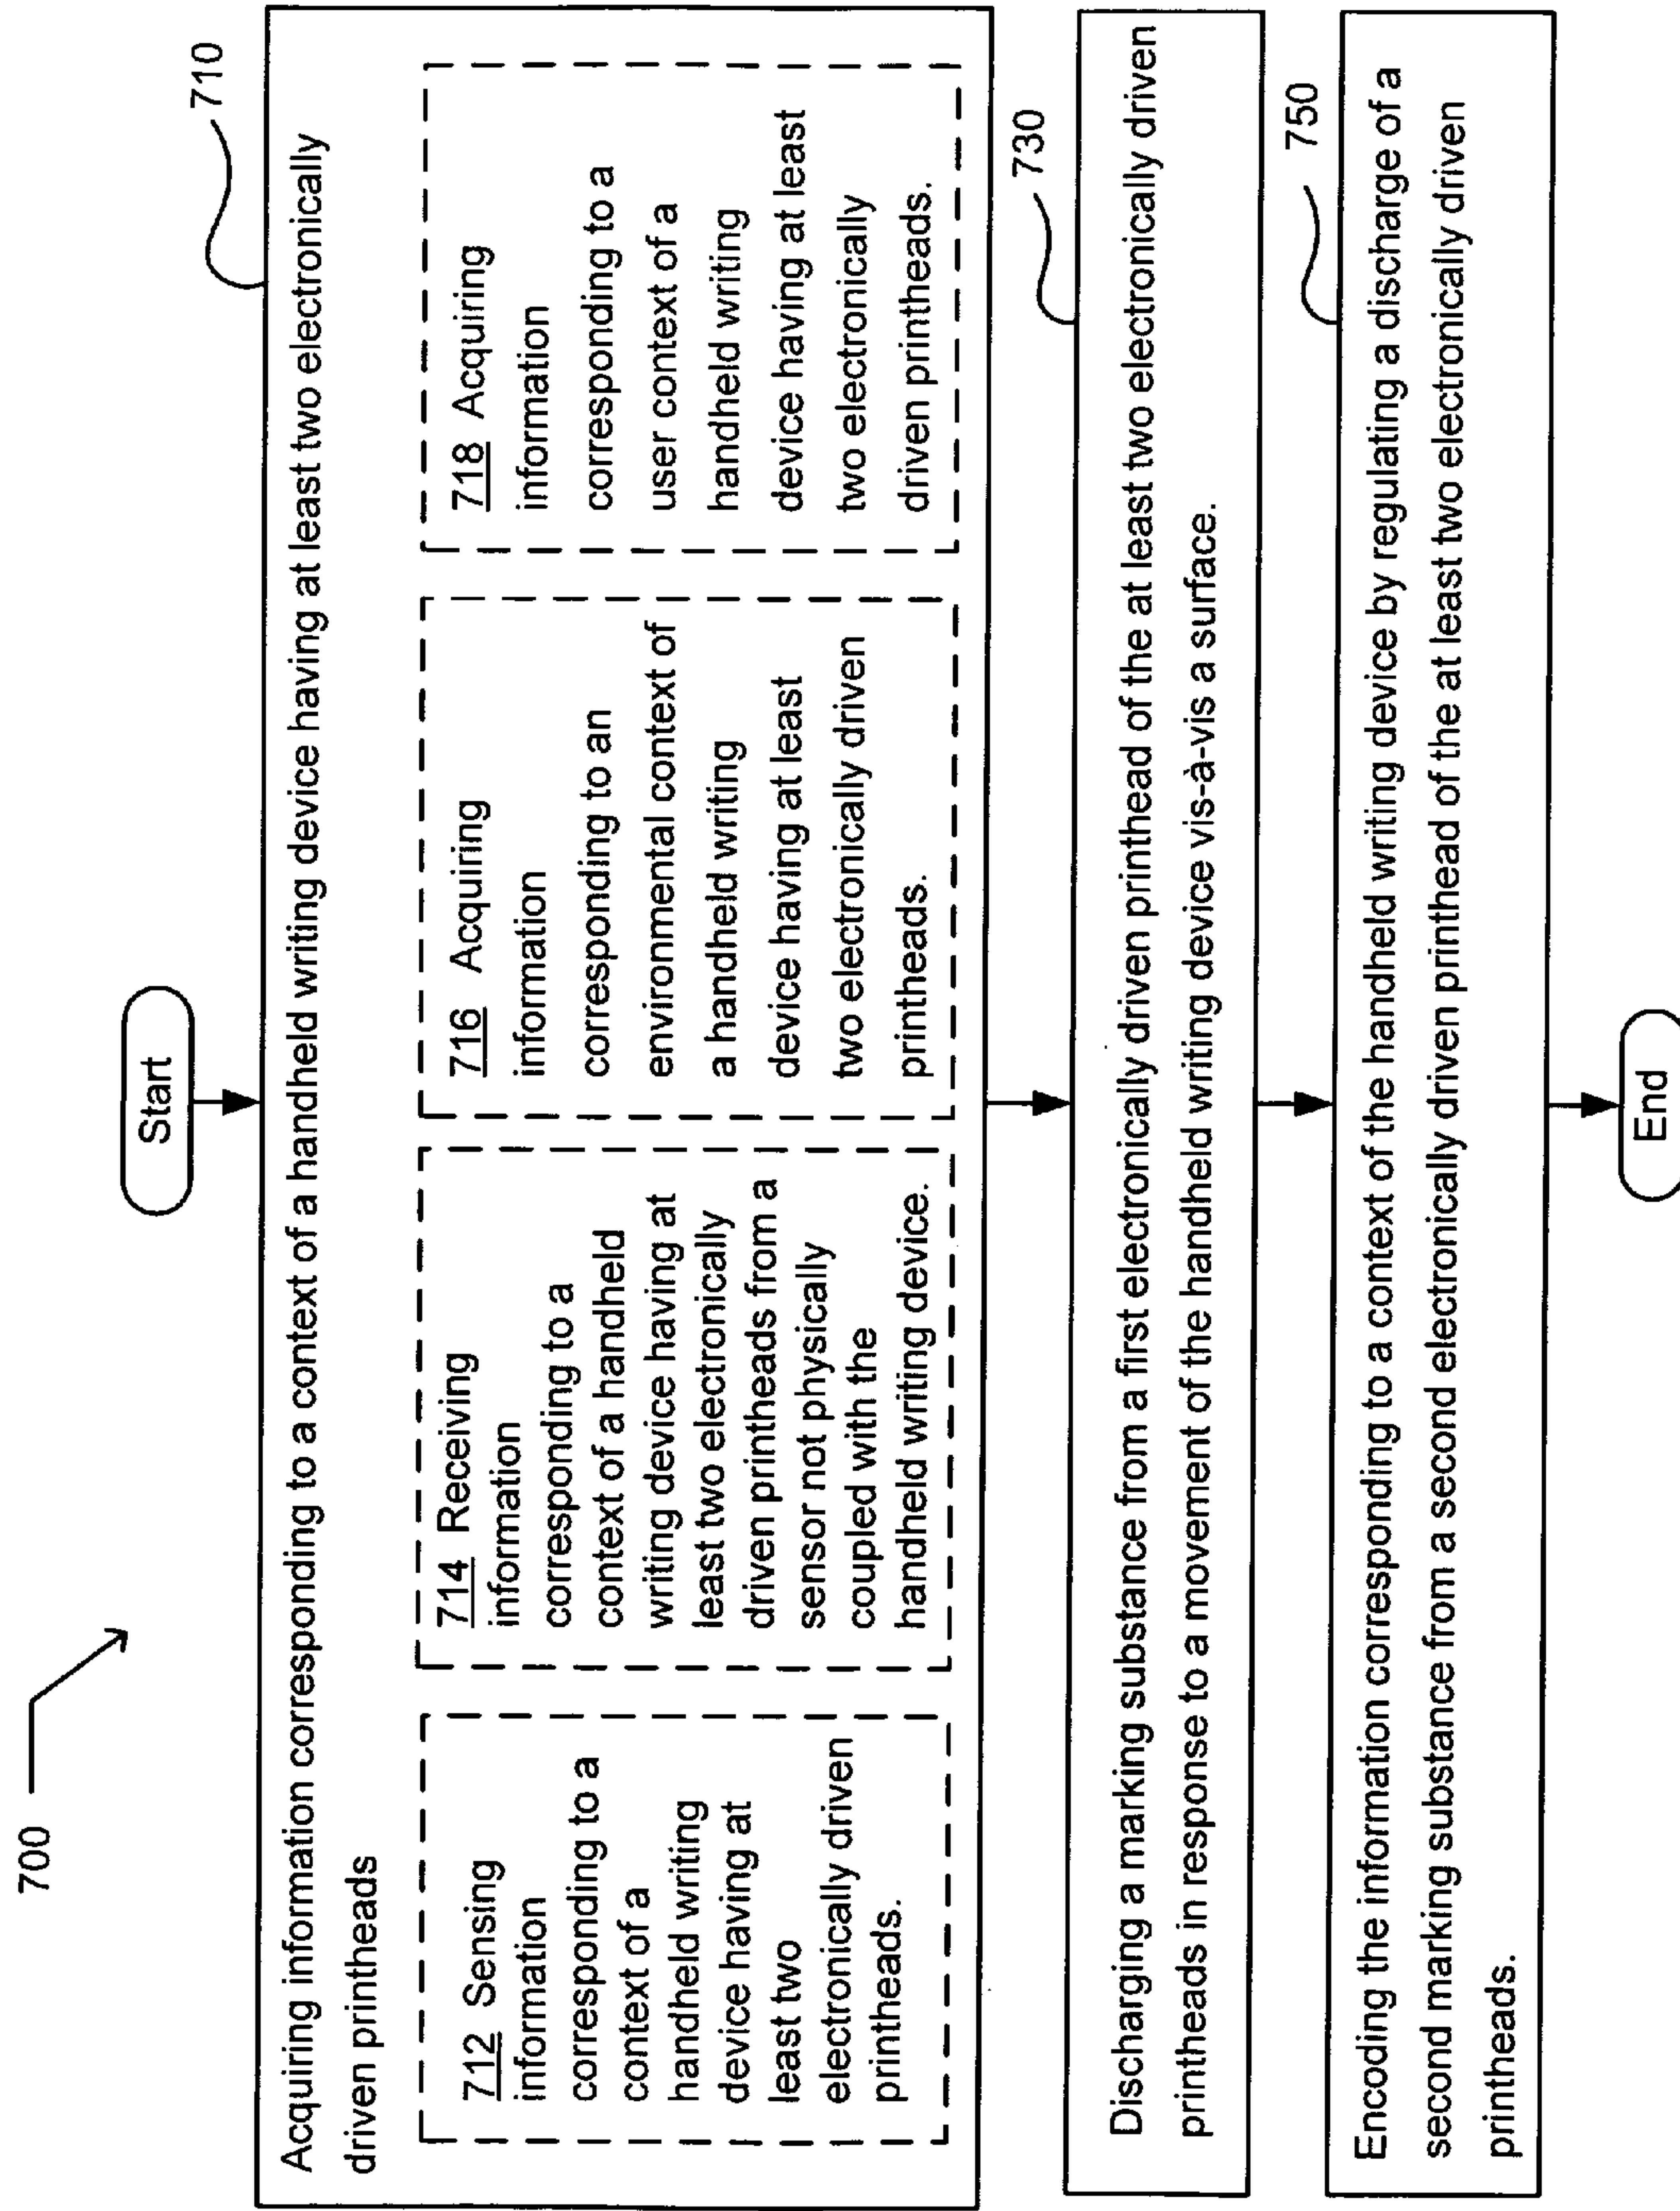 700
Start
710
Acquiring information corresponding to a context of a handheld writing device having at least two electronically
driven printheads
712 Sensing
information
corresponding to a
context of a
handheld writing
device having at
least two
electronically driven
printheads.
714 Receiving
information
corresponding to a
context of a handheld
writing device having at
least two electronically
driven printheads from a
sensor not physically
coupled with the
handheld writing device.
716 Acquiring
information
corresponding to an
environmental context of
a handheld writing
device having at least
two electronically driven
printheads.
718 Acquiring
information
corresponding to a
user context of a
handheld writing
device having at least
two electronically
driven printheads.
730
Discharging a marking substance from a first electronically driven printhead of the at least two electronically driven
printheads in response to a movement of the handheld writing device vis-à-vis a surface.
750
Encoding the information corresponding to a context of the handheld writing device by regulating a discharge of a
second marking substance from a second electronically driven printhead of the at least two electronically driven
printheads.
End